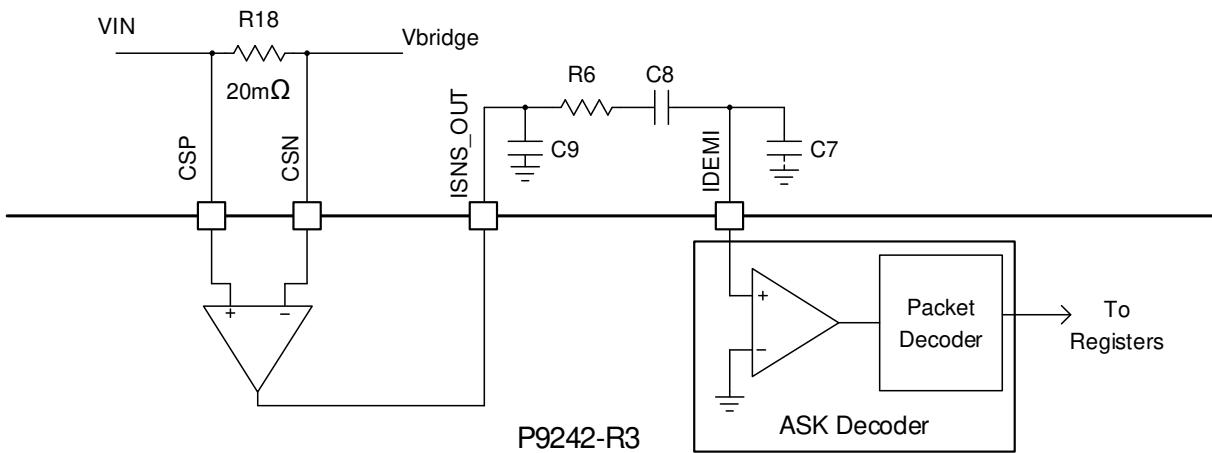 VIN
R18
Vbridge
20mΩ
CSP
CSN
ISNS_OUT
C9
R6
C8
IDEMI
C7
+
−
+
−
Packet
Decoder
To
Registers
ASK Decoder
P9242-R3